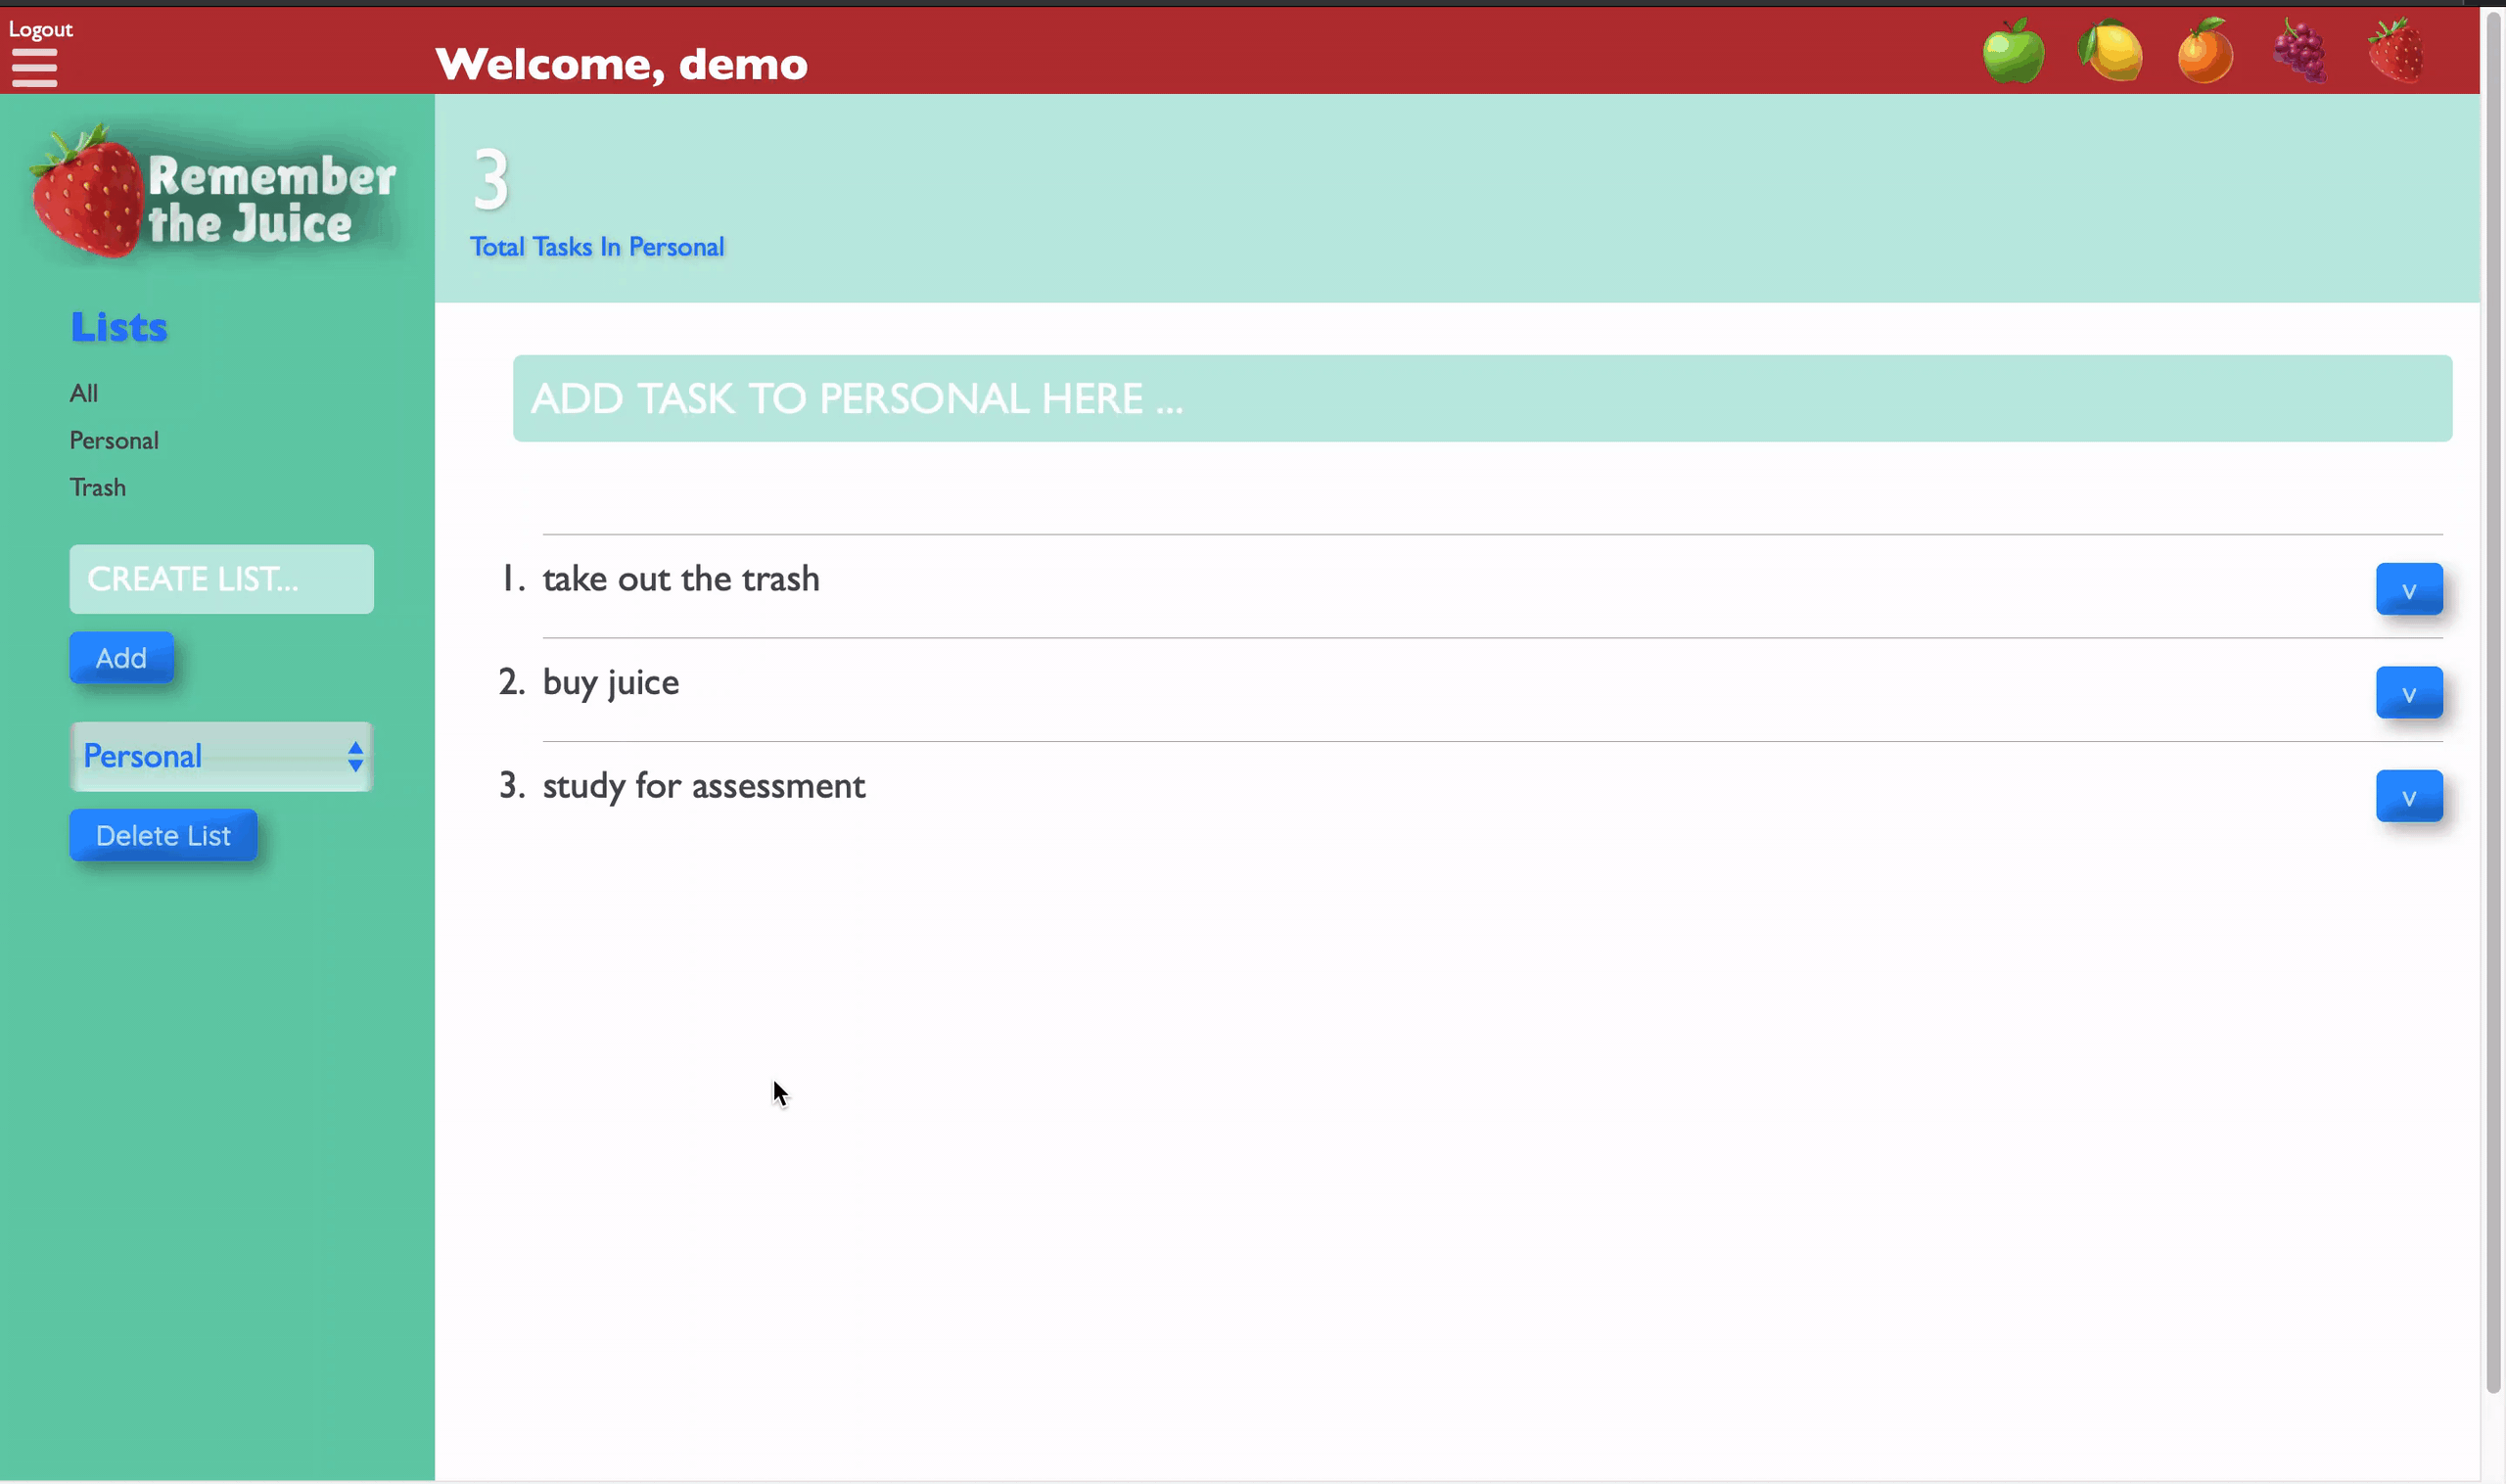 Logout
Welcome, demo
Remember
the Juice
Lists
All
Personal
Trash
CREATE LIST...
Add
Personal
Delete List
3
Total Tasks In Personal
ADD TASK TO PERSONAL HERE ...
1. take out the trash
v
2. buy juice
v
3. study for assessment
v